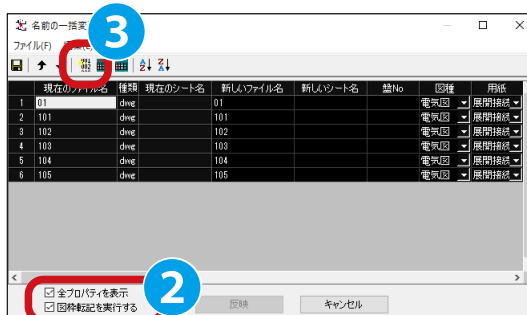 名前の一括変
3
ファイル(F)
001
002
A
Z
Z
A
現在のファイル名 種類 現在のシート名 新しいファイル名 新しいシート名 盤No 図種 用紙
1 01 dwg 01 電気図 展開接続
2 101 dwg 101 電気図 展開接続
3 102 dwg 102 電気図 展開接続
4 103 dwg 103 電気図 展開接続
5 104 dwg 104 電気図 展開接続
6 105 dwg 105 電気図 展開接続
全プロパティを表示
図枠転記を実行する
2
反映 キャンセル